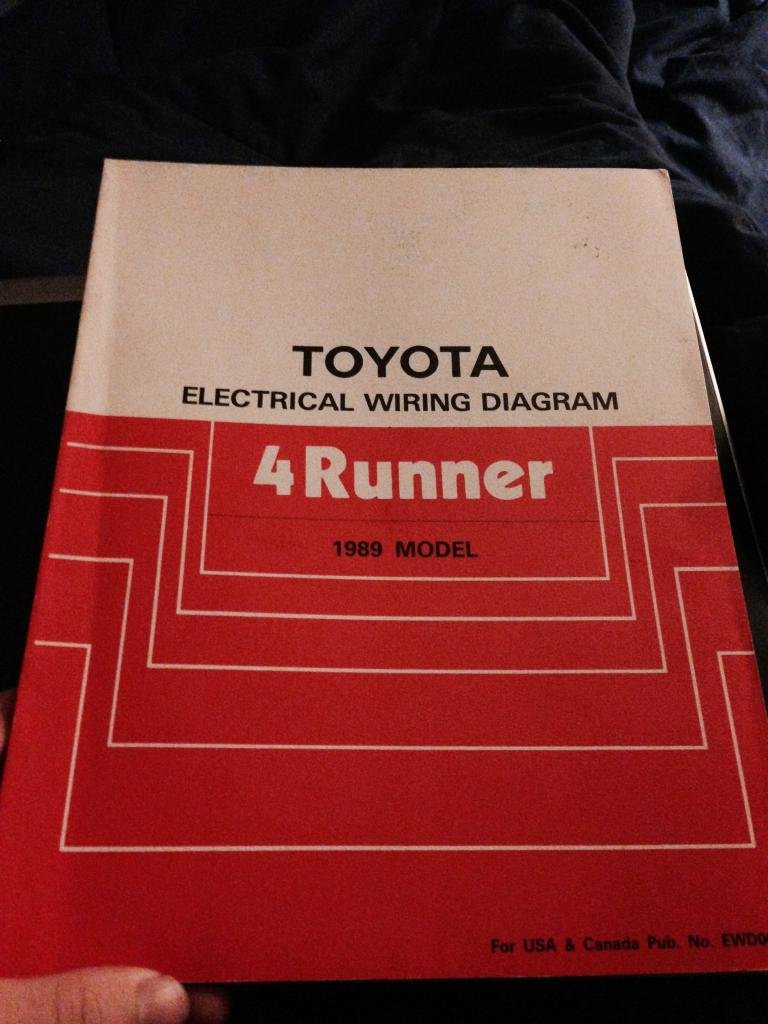 TOYOTA
ELECTRICAL WIRING DIAGRAM
4Runner
1989 MODEL
For USA & Canada Pub. No.